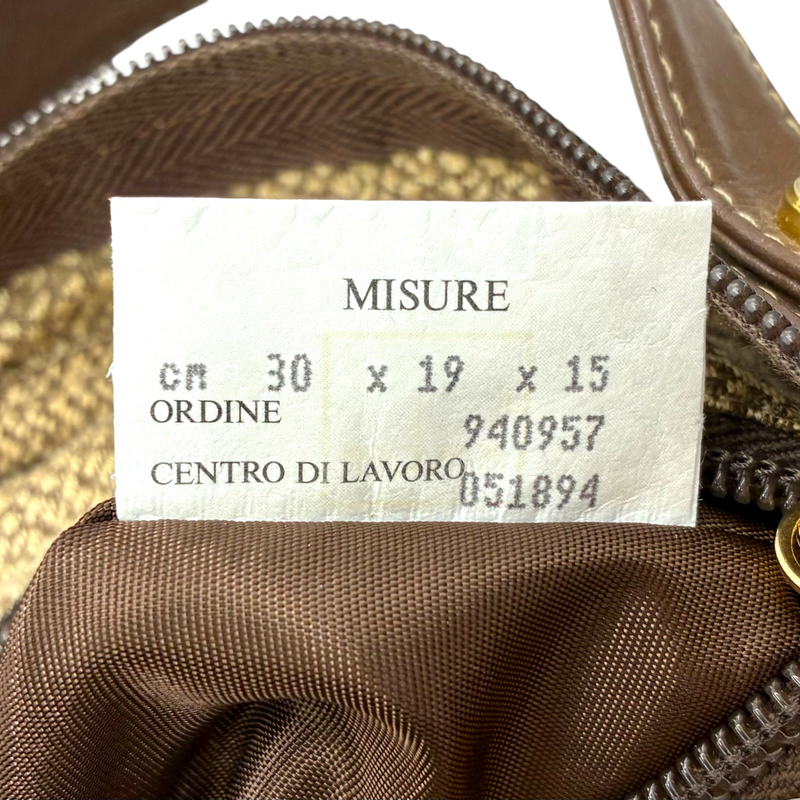 MISURE
cm 30 x 19 x 15
ORDINE 940957
CENTRO DI LAVORO 051894